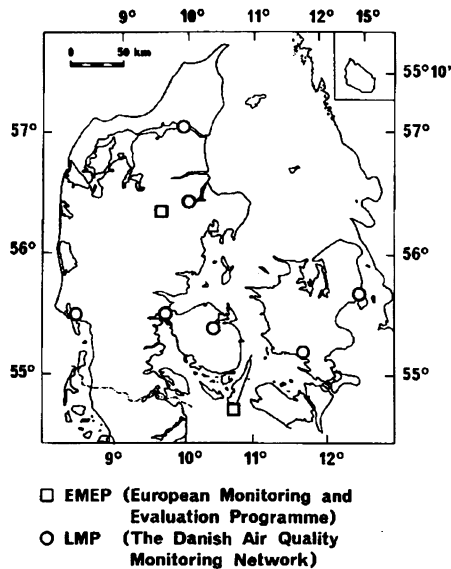 9° 10° 11° 12° 15°
0 50 km
55°10'
57° 57°
56° 56°
55° 55°
9° 10° 11° 12°
□ EMEP (European Monitoring and
Evaluation Programme)
○ LMP (The Danish Air Quality
Monitoring Network)